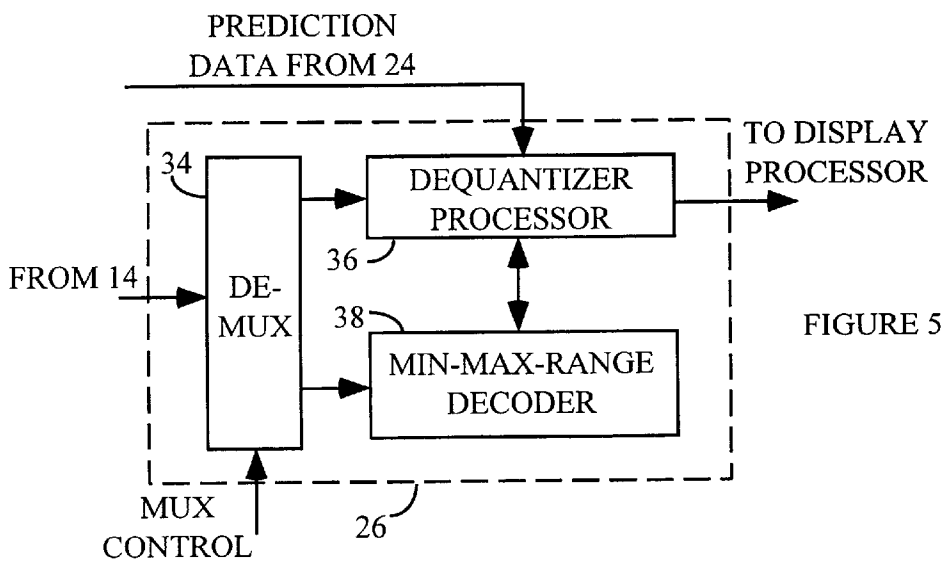 PREDICTION
DATA FROM 24
TO DISPLAY
PROCESSOR
34
DEQUANTIZER
PROCESSOR
36
FROM 14
DE-
MUX
38
MIN-MAX-RANGE
DECODER
FIGURE 5
MUX
CONTROL
26